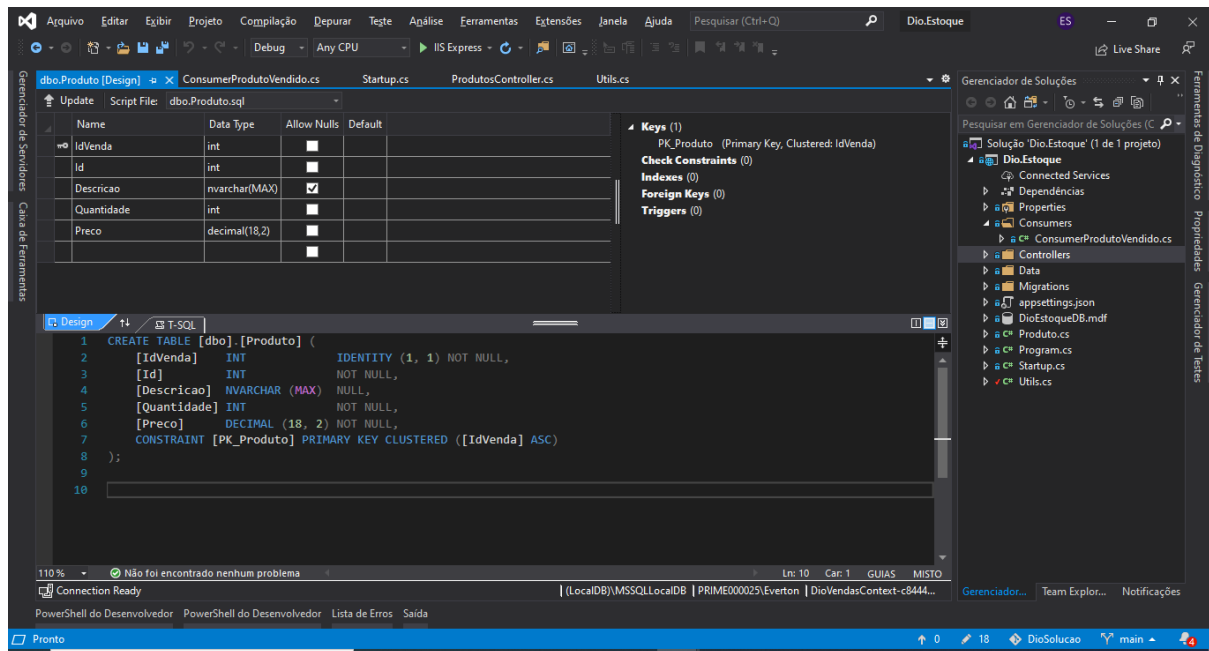 Arquivo Editar Exibir Projeto Compilação Depurar Teste Análise Ferramentas Extensões Janela Ajuda Pesquisar (Ctrl+Q) Dio.Estoque ES
Debug Any CPU IIS Express Live Share
dbo.Produto [Design] ConsumerProdutoVendido.cs Startup.cs ProdutosController.cs Utils.cs
Update Script File: dbo.Produto.sql
Name Data Type Allow Nulls Default
IdVenda int
Id int
Descricao nvarchar(MAX)
Quantidade int
Preco decimal(18,2)
Keys (1)
PK_Produto (Primary Key, Clustered: IdVenda)
Check Constraints (0)
Indexes (0)
Foreign Keys (0)
Triggers (0)
Design T-SQL
1 CREATE TABLE [dbo].[Produto] (
2 [IdVenda] INT IDENTITY (1, 1) NOT NULL,
3 [Id] INT NOT NULL,
4 [Descricao] NVARCHAR (MAX) NULL,
5 [Quantidade] INT NOT NULL,
6 [Preco] DECIMAL (18, 2) NOT NULL,
7 CONSTRAINT [PK_Produto] PRIMARY KEY CLUSTERED ([IdVenda] ASC)
8 );
9
10
110 % Não foi encontrado nenhum problema Ln: 10 Car: 1 GUIAS MISTO
Connection Ready (LocalDB)\MSSQLLocalDB PRIME000025\Everton DioVendasContext-c8444...
PowerShell do Desenvolvedor PowerShell do Desenvolvedor Lista de Erros Saída
Gerenciador de Servidores
Caixa de Ferramentas
Gerenciador de Soluções
Pesquisar em Gerenciador de Soluções (C
Solução 'Dio.Estoque' (1 de 1 projeto)
Dio.Estoque
Connected Services
Dependências
Properties
Consumers
C# ConsumerProdutoVendido.cs
Controllers
Data
Migrations
appsettings.json
DioEstoqueDB.mdf
C# Produto.cs
C# Program.cs
C# Startup.cs
C# Utils.cs
Gerenciador... Team Explor... Notificações
Ferramentas de Diagnóstico
Propriedades
Gerenciador de Testes
Pronto 0 18 DioSolucao main 4